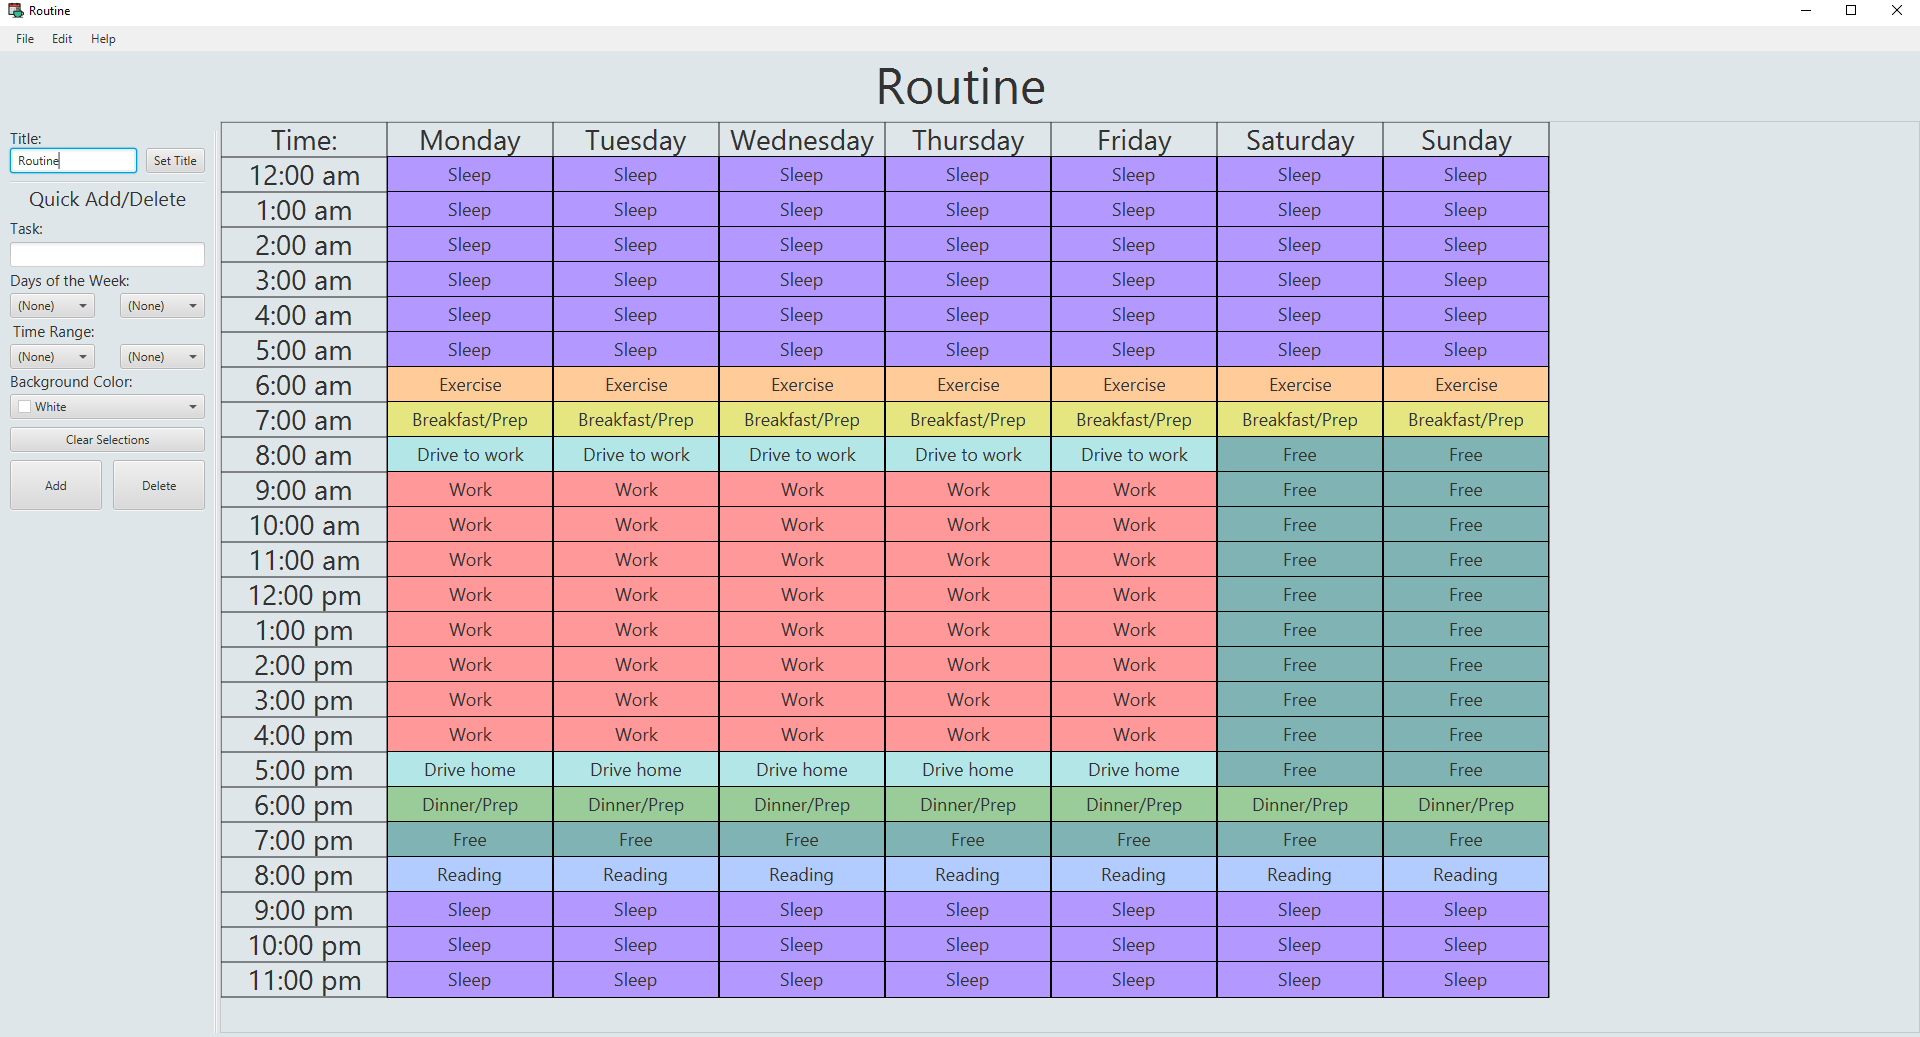 Routine
File Edit Help
Routine
Title:
Routine Set Title
Quick Add/Delete
Task:
Days of the Week:
(None) (None)
Time Range:
(None) (None)
Background Color:
White
Clear Selections
Add Delete
Time: Monday Tuesday Wednesday Thursday Friday Saturday Sunday
12:00 am Sleep Sleep Sleep Sleep Sleep Sleep Sleep
1:00 am Sleep Sleep Sleep Sleep Sleep Sleep Sleep
2:00 am Sleep Sleep Sleep Sleep Sleep Sleep Sleep
3:00 am Sleep Sleep Sleep Sleep Sleep Sleep Sleep
4:00 am Sleep Sleep Sleep Sleep Sleep Sleep Sleep
5:00 am Sleep Sleep Sleep Sleep Sleep Sleep Sleep
6:00 am Exercise Exercise Exercise Exercise Exercise Exercise Exercise
7:00 am Breakfast/Prep Breakfast/Prep Breakfast/Prep Breakfast/Prep Breakfast/Prep Breakfast/Prep Breakfast/Prep
8:00 am Drive to work Drive to work Drive to work Drive to work Drive to work Free Free
9:00 am Work Work Work Work Work Free Free
10:00 am Work Work Work Work Work Free Free
11:00 am Work Work Work Work Work Free Free
12:00 pm Work Work Work Work Work Free Free
1:00 pm Work Work Work Work Work Free Free
2:00 pm Work Work Work Work Work Free Free
3:00 pm Work Work Work Work Work Free Free
4:00 pm Work Work Work Work Work Free Free
5:00 pm Drive home Drive home Drive home Drive home Drive home Free Free
6:00 pm Dinner/Prep Dinner/Prep Dinner/Prep Dinner/Prep Dinner/Prep Dinner/Prep Dinner/Prep
7:00 pm Free Free Free Free Free Free Free
8:00 pm Reading Reading Reading Reading Reading Reading Reading
9:00 pm Sleep Sleep Sleep Sleep Sleep Sleep Sleep
10:00 pm Sleep Sleep Sleep Sleep Sleep Sleep Sleep
11:00 pm Sleep Sleep Sleep Sleep Sleep Sleep Sleep